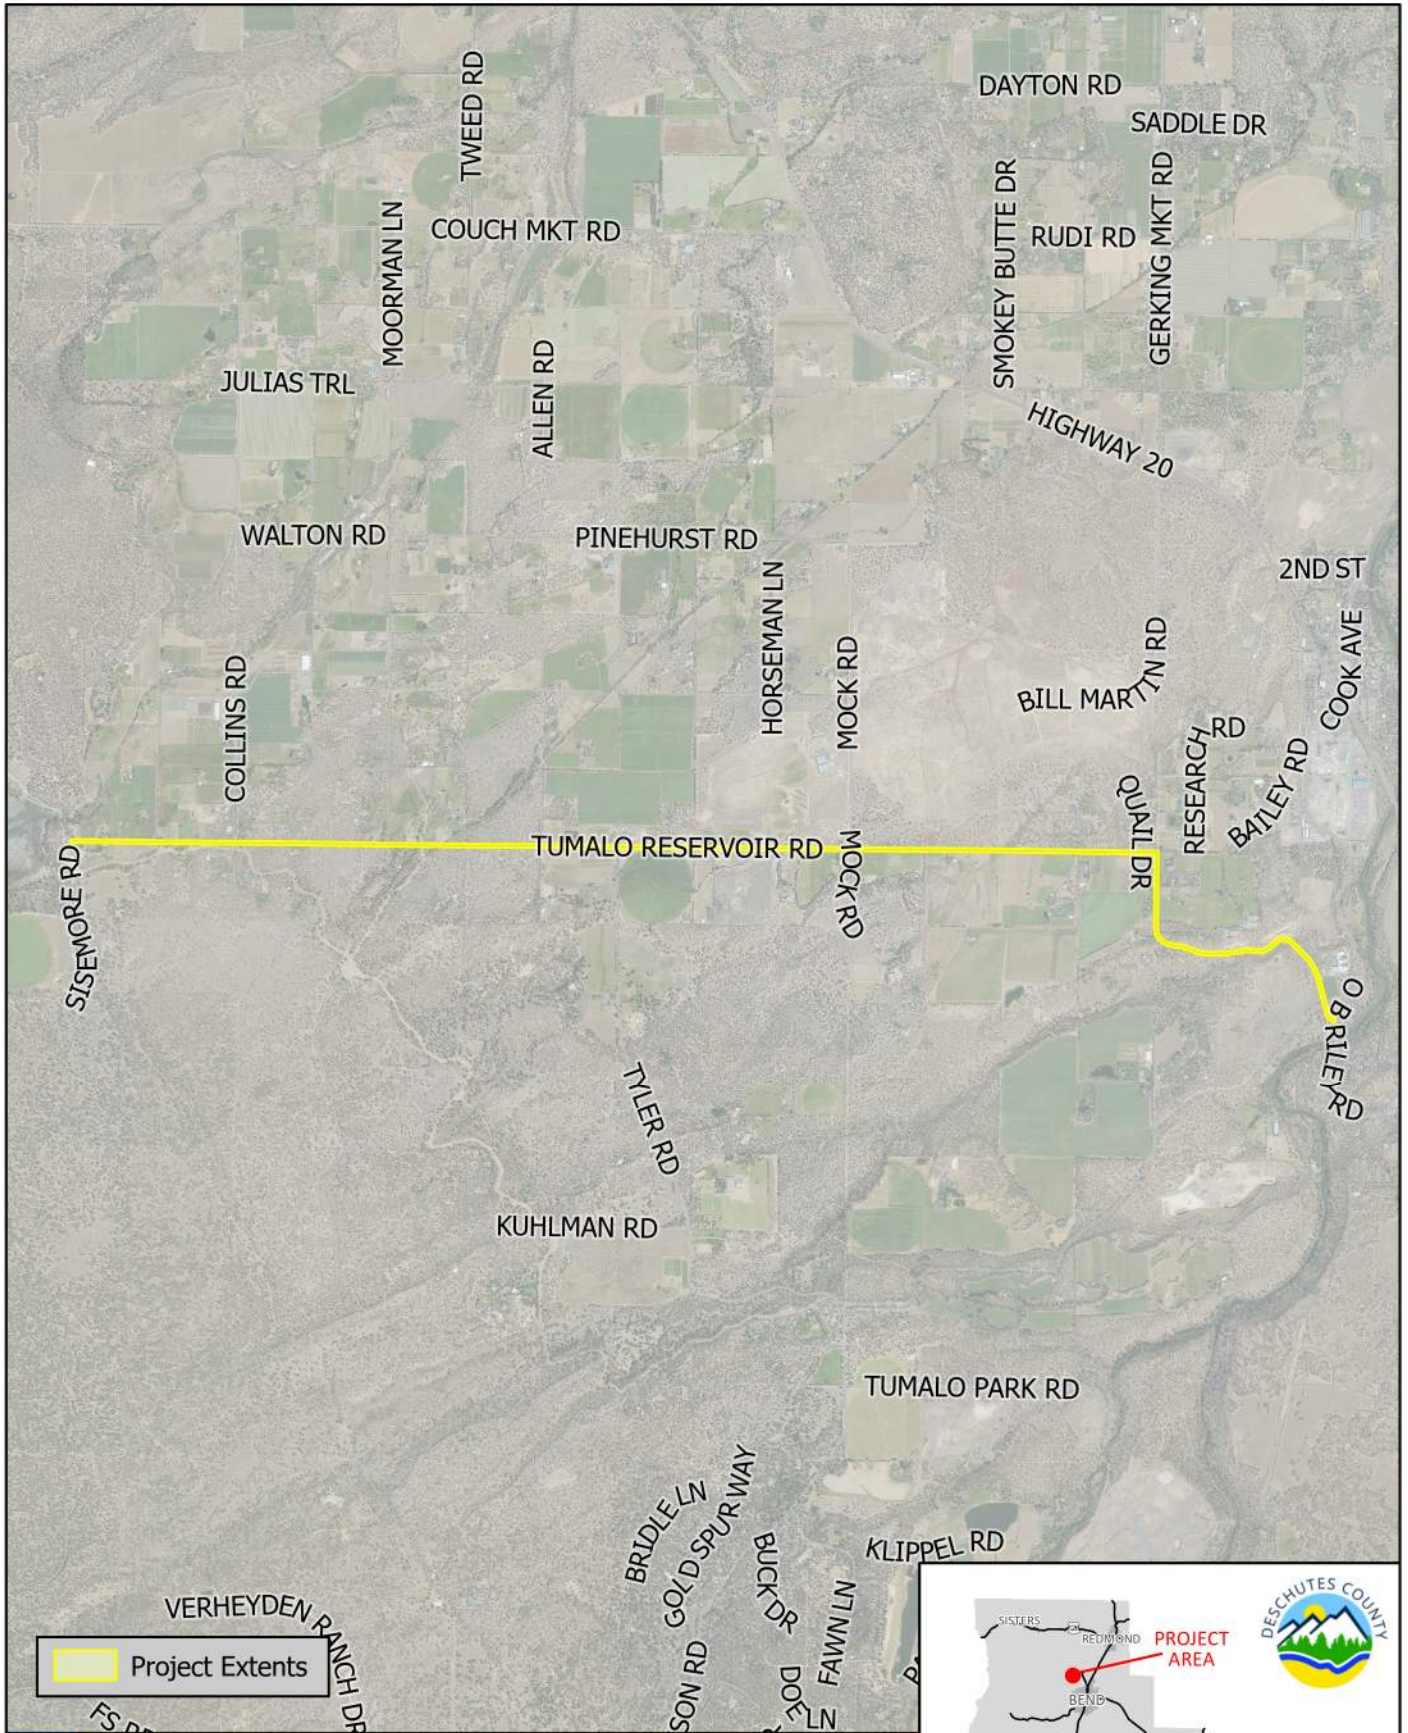 DAYTON RD
SADDLE DR
TWEED RD
COUCH MKT RD
MOORMAN LN
SMOKEY BUTTE DR
RUDI RD
GERKING MKT RD
JULIAS TRL
ALLEN RD
HIGHWAY 20
WALTON RD
PINEHURST RD
2ND ST
HORSEMAN LN
MOCK RD
COLLINS RD
BILL MARTIN RD
COOK AVE
RESEARCH RD
BAILEY RD
QUAIL DR
TUMALO RESERVOIR RD
MOCK RD
SISEMORE RD
O B RILEY RD
TYLER RD
KUHLMAN RD
TUMALO PARK RD
BRIDLE LN
GOLD SPUR WAY
BUCK DR
KLIPPEL RD
FAWN LN
VERHEYDEN RANCH DR
DOE LN
SON RD
FS
Project Extents
SISTERS
REDMOND
BEND
PROJECT
AREA
DESCHUTES COUNTY